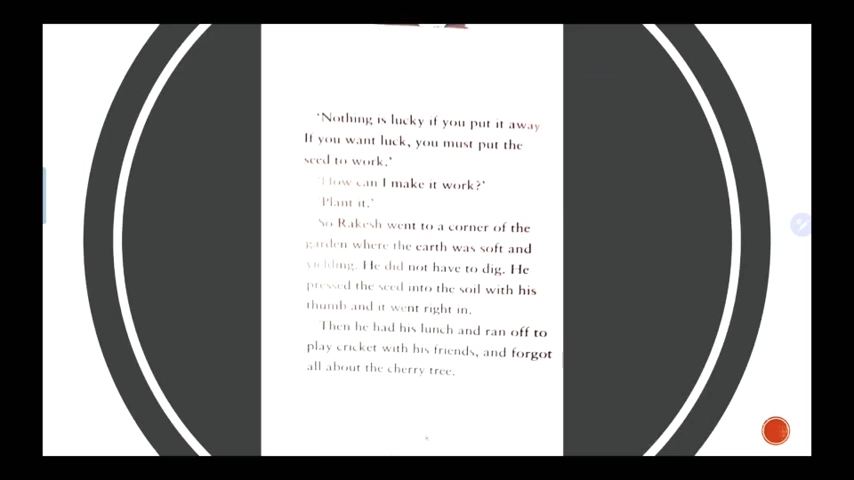 ‘Nothing is lucky if you put it away
If you want luck, you must put the
seed to work.’
‘How can I make it work?’
‘Plant it.’
So Rakesh went to a corner of the
garden where the earth was soft and
yielding. He did not have to dig. He
pressed the seed into the soil with his
thumb and it went right in.
Then he had his lunch and ran off to
play cricket with his friends, and forgot
all about the cherry tree.